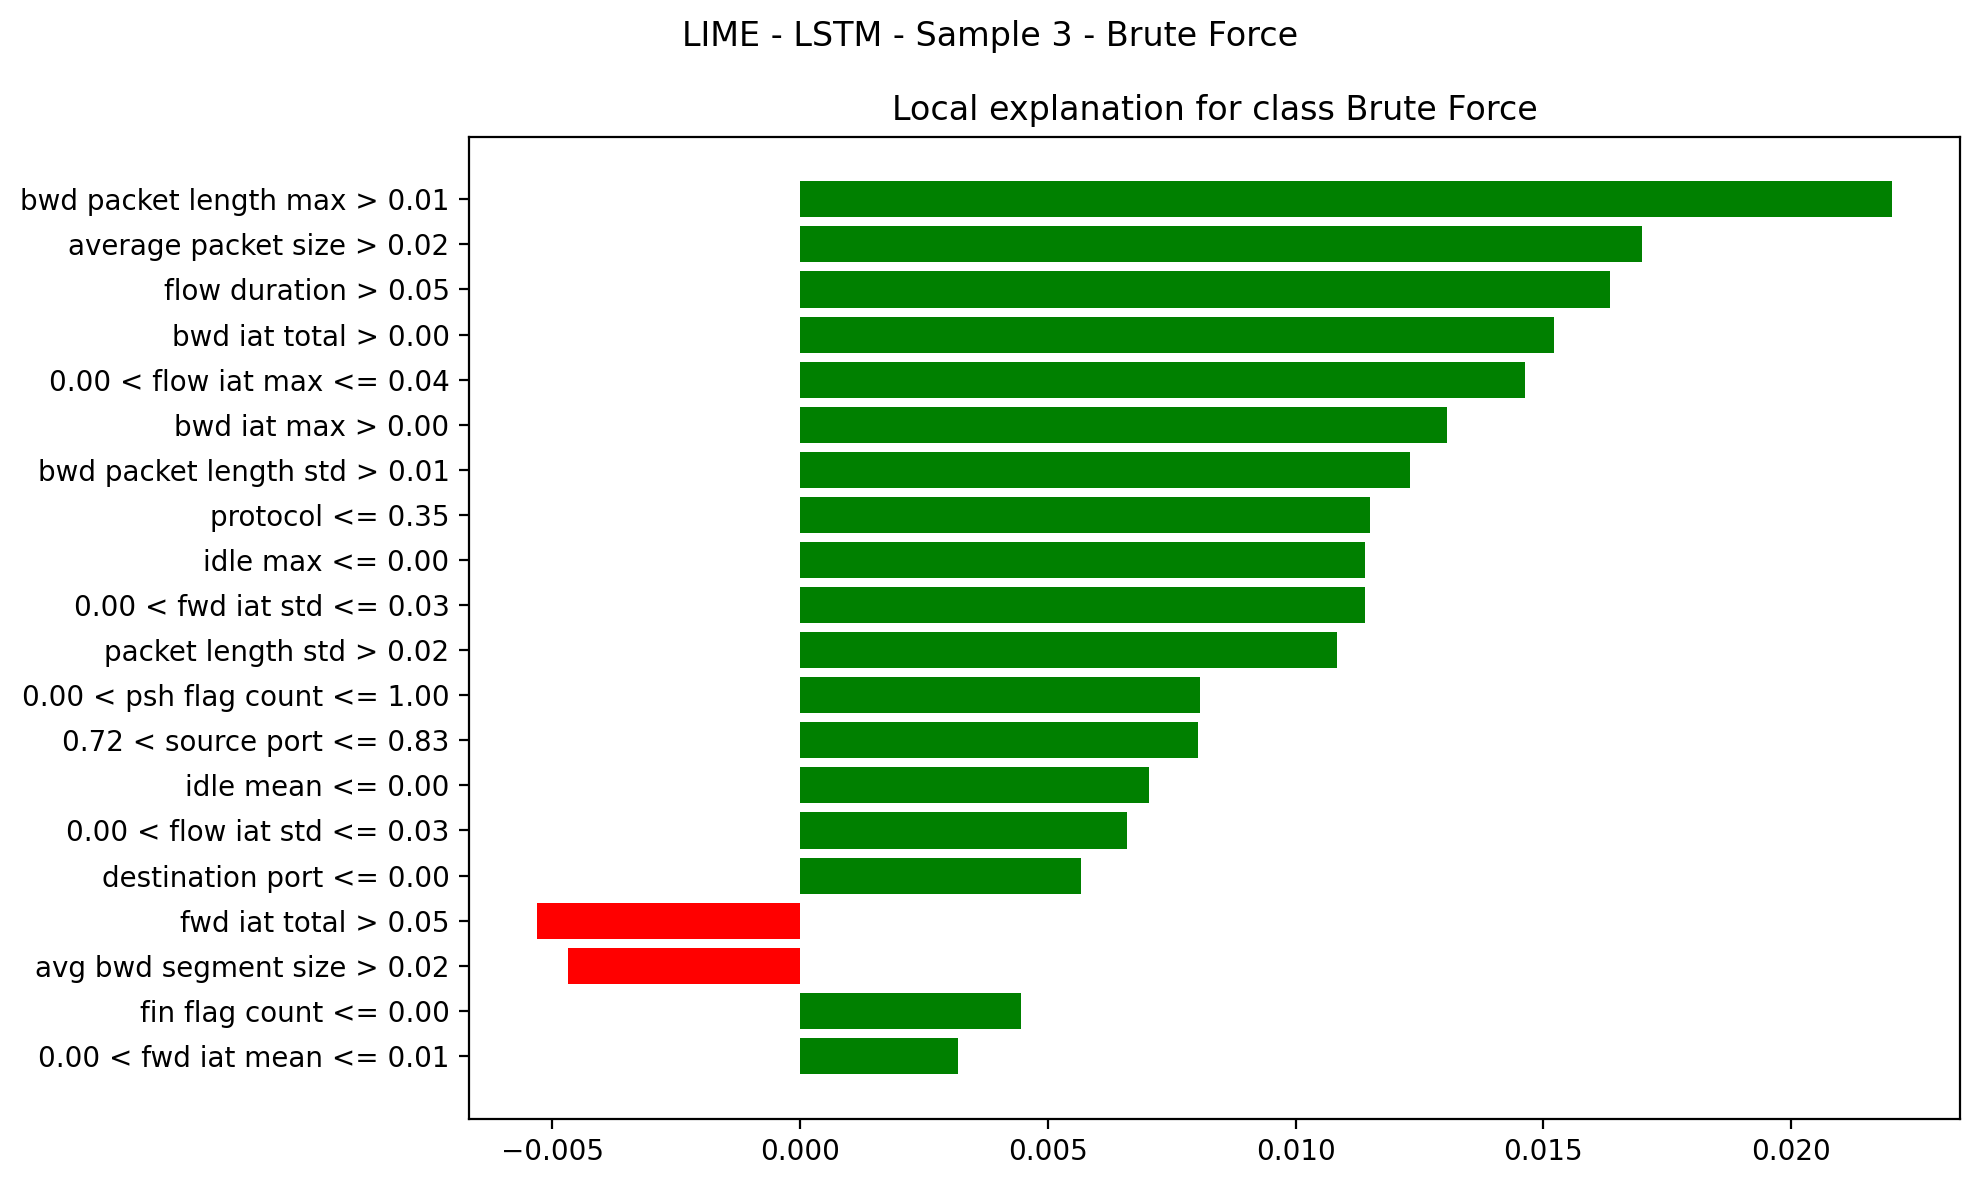 LIME - LSTM - Sample 3 - Brute Force
Local explanation for class Brute Force
bwd packet length max > 0.01
average packet size > 0.02
flow duration > 0.05
bwd iat total > 0.00
0.00 < flow iat max <= 0.04
bwd iat max > 0.00
bwd packet length std > 0.01
protocol <= 0.35
idle max <= 0.00
0.00 < fwd iat std <= 0.03
packet length std > 0.02
0.00 < psh flag count <= 1.00
0.72 < source port <= 0.83
idle mean <= 0.00
0.00 < flow iat std <= 0.03
destination port <= 0.00
fwd iat total > 0.05
avg bwd segment size > 0.02
fin flag count <= 0.00
0.00 < fwd iat mean <= 0.01
−0.005 0.000 0.005 0.010 0.015 0.020